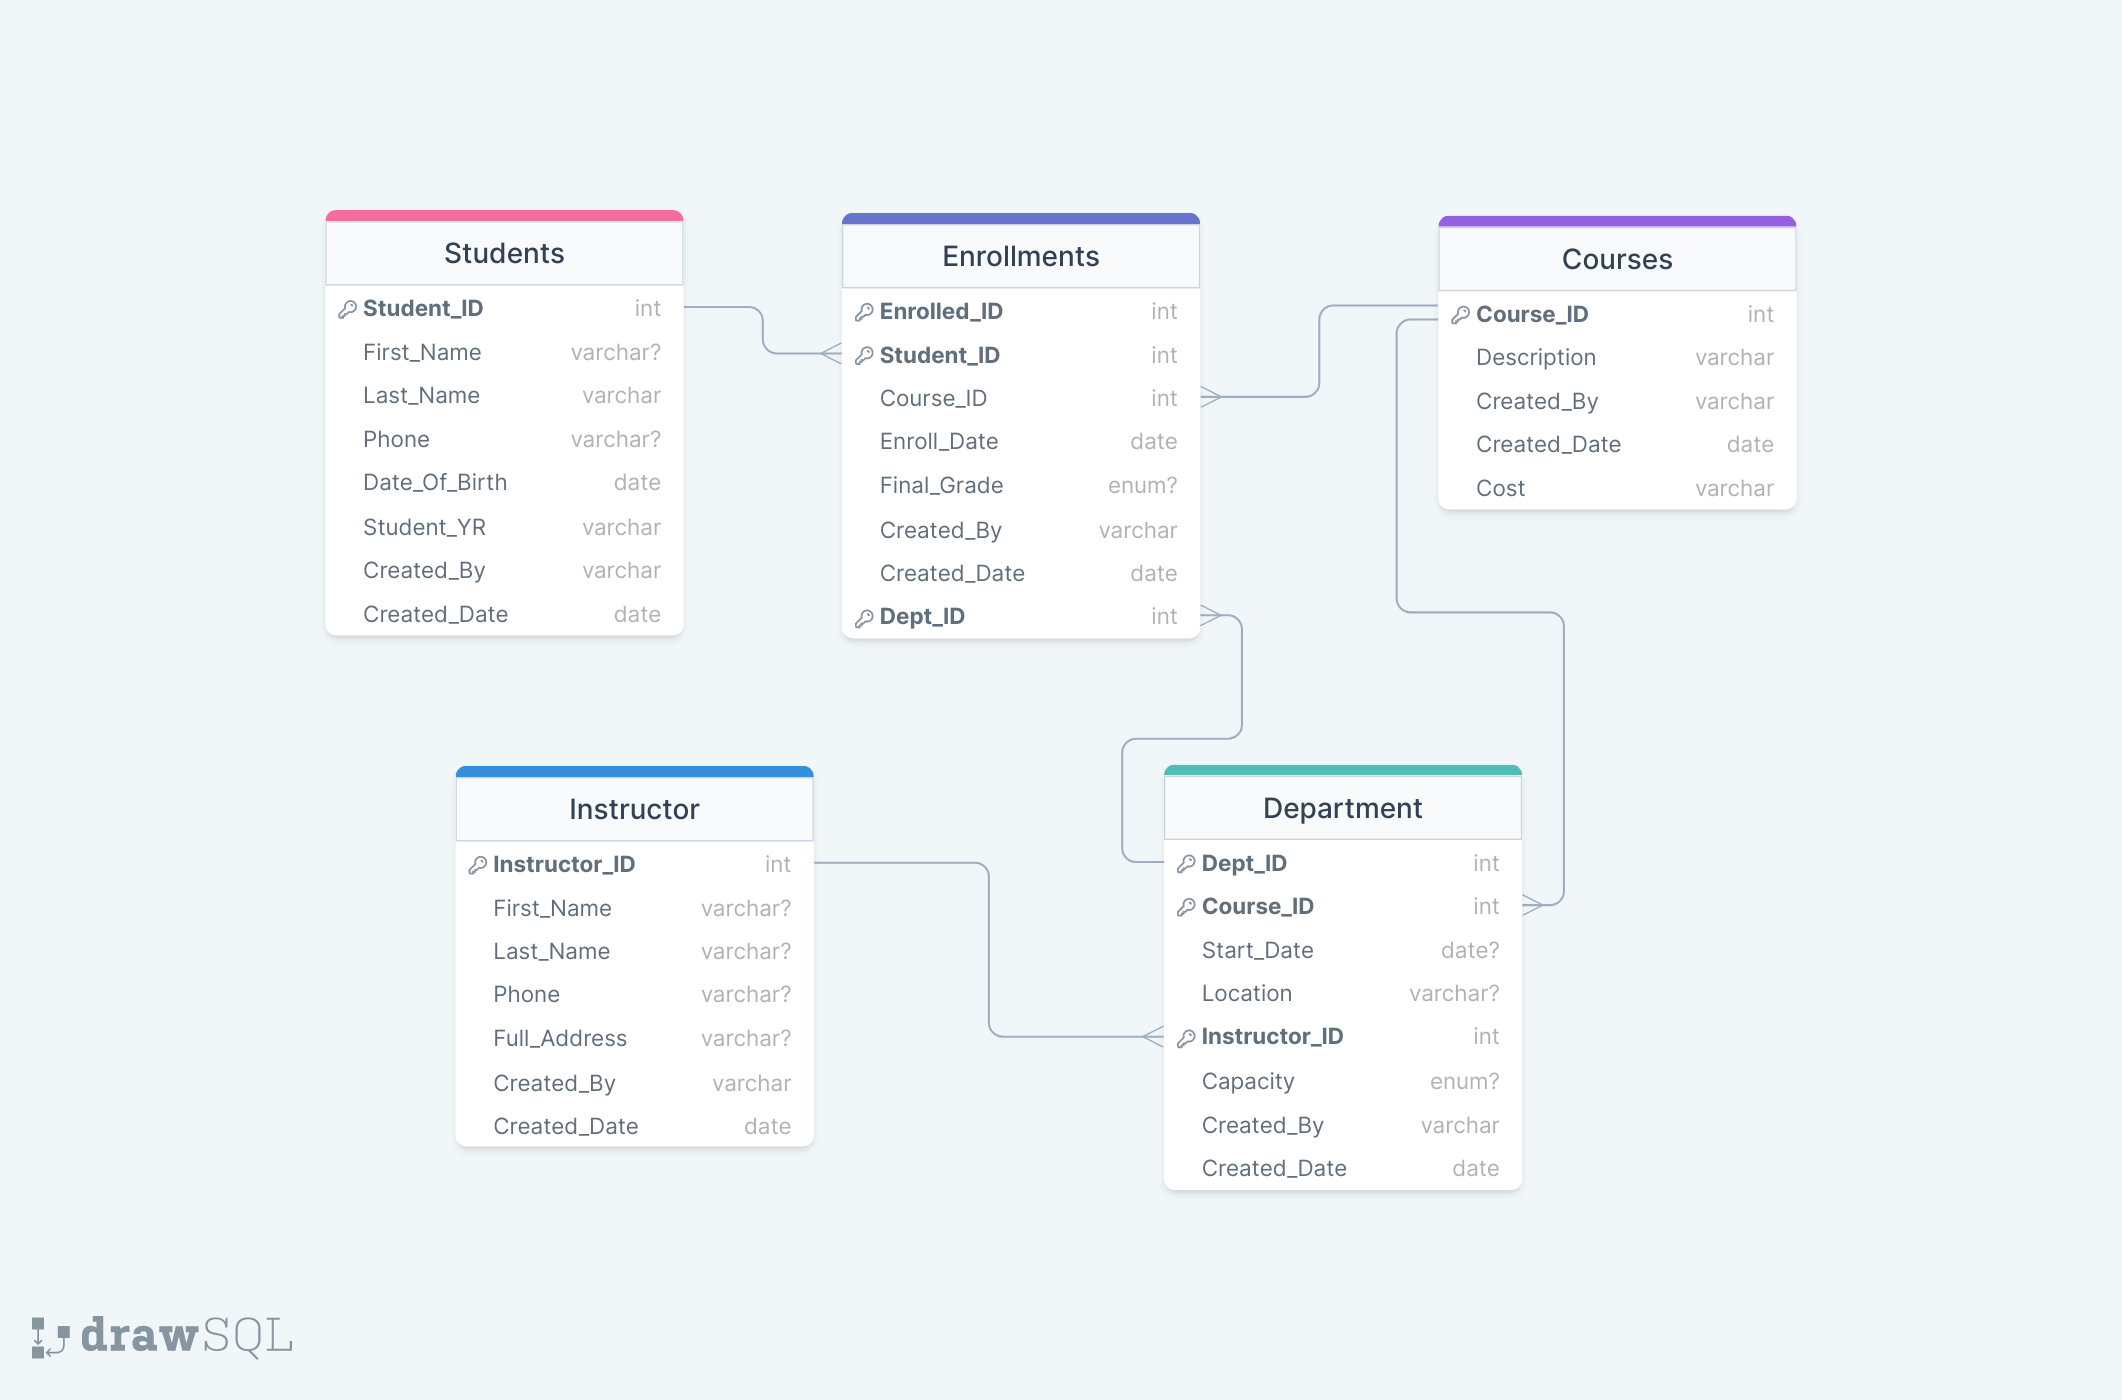 Students
Student_ID int
First_Name varchar?
Last_Name varchar
Phone varchar?
Date_Of_Birth date
Student_YR varchar
Created_By varchar
Created_Date date
Enrollments
Enrolled_ID int
Student_ID int
Course_ID int
Enroll_Date date
Final_Grade enum?
Created_By varchar
Created_Date date
Dept_ID int
Courses
Course_ID int
Description varchar
Created_By varchar
Created_Date date
Cost varchar
Instructor
Instructor_ID int
First_Name varchar?
Last_Name varchar?
Phone varchar?
Full_Address varchar?
Created_By varchar
Created_Date date
Department
Dept_ID int
Course_ID int
Start_Date date?
Location varchar?
Instructor_ID int
Capacity enum?
Created_By varchar
Created_Date date
drawSQL